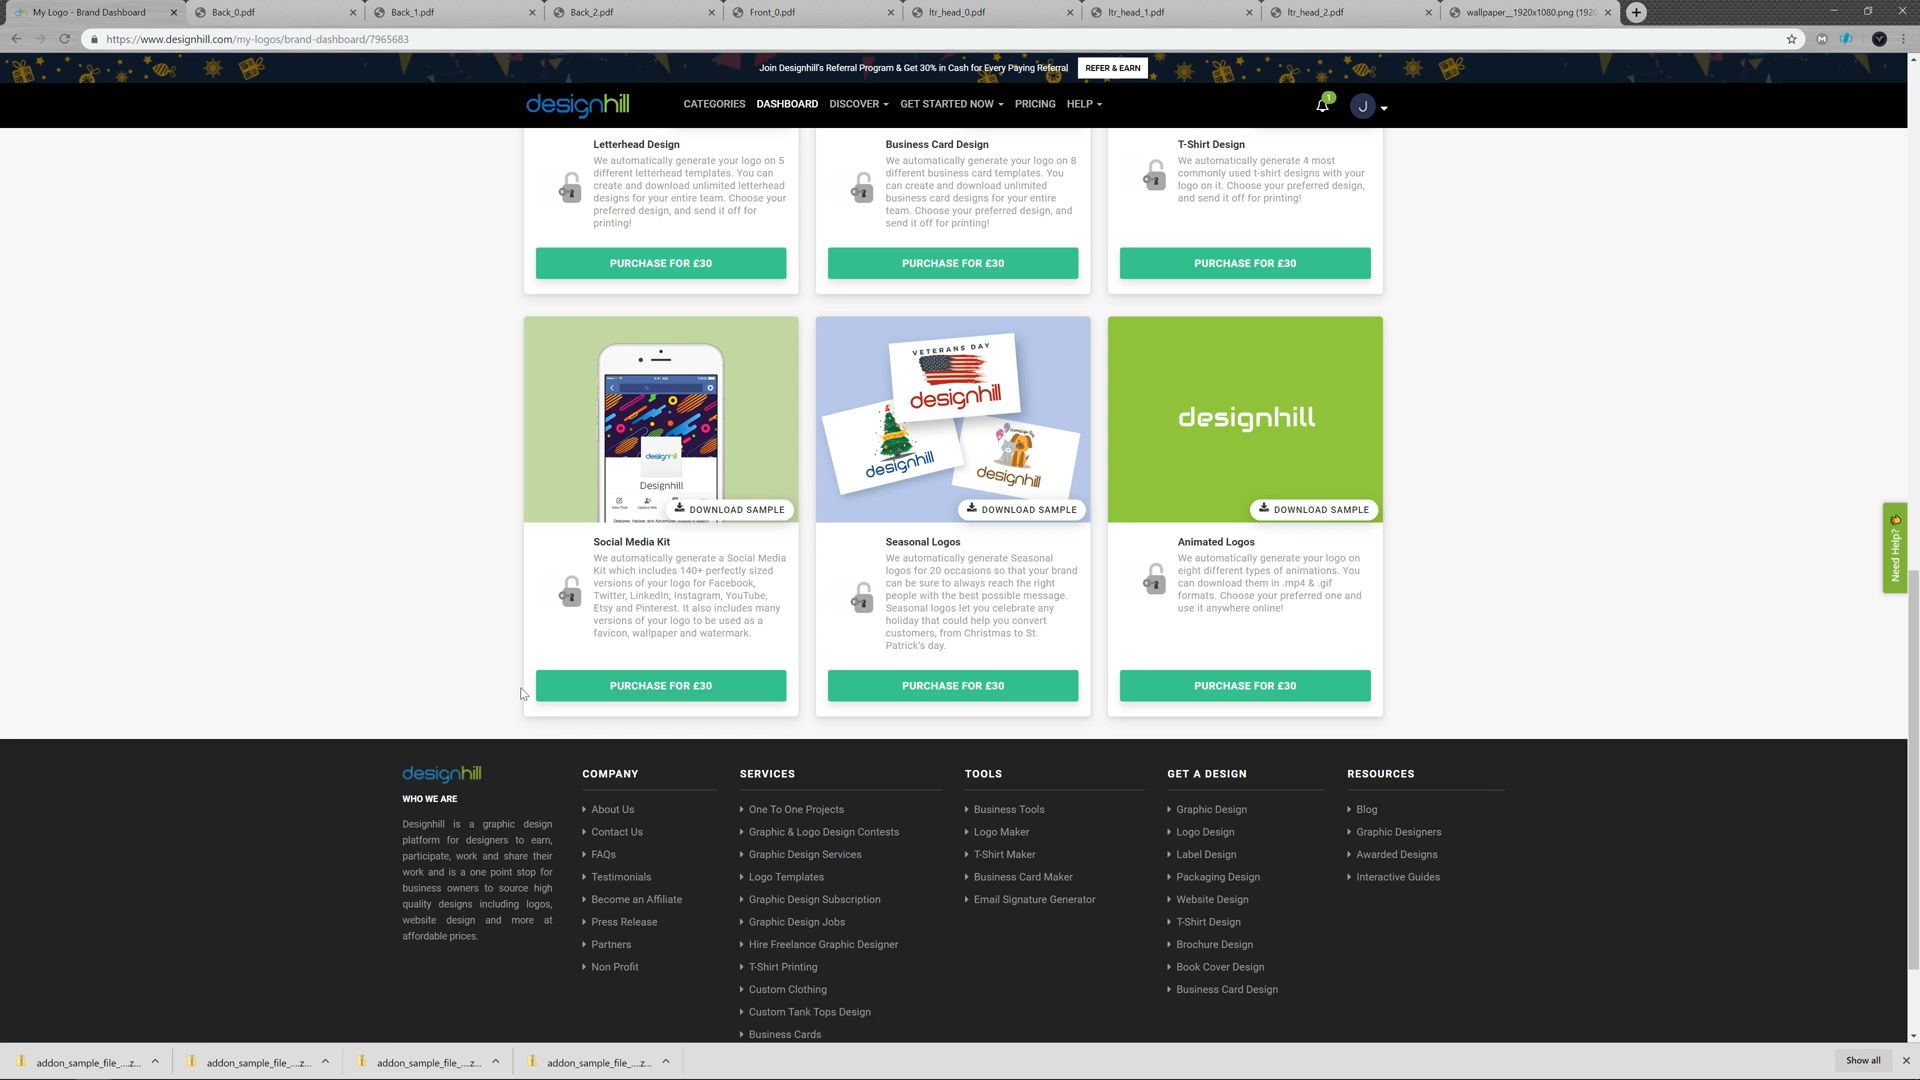 My Logo - Brand Dashboard
Back_0.pdf
Back_1.pdf
Back_2.pdf
Front_0.pdf
ltr_head_0.pdf
ltr_head_1.pdf
ltr_head_2.pdf
wallpaper__1920x1080.png (192
https://www.designhill.com/my-logos/brand-dashboard/7965683
Join Designhill's Referral Program & Get 30% in Cash for Every Paying Referral
REFER & EARN
designhill
CATEGORIES
DASHBOARD
DISCOVER
GET STARTED NOW
PRICING
HELP
1
J
Letterhead Design
We automatically generate your logo on 5
different letterhead templates. You can
create and download unlimited letterhead
designs for your entire team. Choose your
preferred design, and send it off for
printing!
PURCHASE FOR £30
Business Card Design
We automatically generate your logo on 8
different business card templates. You
can create and download unlimited
business card designs for your entire
team. Choose your preferred design, and
send it off for printing!
PURCHASE FOR £30
T-Shirt Design
We automatically generate 4 most
commonly used t-shirt designs with your
logo on it. Choose your preferred design,
and send it off for printing!
PURCHASE FOR £30
designhill
Designhill
DOWNLOAD SAMPLE
Social Media Kit
We automatically generate a Social Media
Kit which includes 140+ perfectly sized
versions of your logo for Facebook,
Twitter, LinkedIn, Instagram, YouTube,
Etsy and Pinterest. It also includes many
versions of your logo to be used as a
favicon, wallpaper and watermark.
PURCHASE FOR £30
VETERANS DAY
designhill
designhill
designhill
DOWNLOAD SAMPLE
Seasonal Logos
We automatically generate Seasonal
logos for 20 occasions so that your brand
can be sure to always reach the right
people with the best possible message.
Seasonal logos let you celebrate any
holiday that could help you convert
customers, from Christmas to St.
Patrick's day.
PURCHASE FOR £30
designhill
DOWNLOAD SAMPLE
Animated Logos
We automatically generate your logo on
eight different types of animations. You
can download them in .mp4 & .gif
formats. Choose your preferred one and
use it anywhere online!
PURCHASE FOR £30
Need Help?
designhill
WHO WE ARE
Designhill is a graphic design
platform for designers to earn,
participate, work and share their
work and is a one point stop for
business owners to source high
quality designs including logos,
website design and more at
affordable prices.
COMPANY
About Us
Contact Us
FAQs
Testimonials
Become an Affiliate
Press Release
Partners
Non Profit
SERVICES
One To One Projects
Graphic & Logo Design Contests
Graphic Design Services
Logo Templates
Graphic Design Subscription
Graphic Design Jobs
Hire Freelance Graphic Designer
T-Shirt Printing
Custom Clothing
Custom Tank Tops Design
Business Cards
TOOLS
Business Tools
Logo Maker
T-Shirt Maker
Business Card Maker
Email Signature Generator
GET A DESIGN
Graphic Design
Logo Design
Label Design
Packaging Design
Website Design
T-Shirt Design
Brochure Design
Book Cover Design
Business Card Design
RESOURCES
Blog
Graphic Designers
Awarded Designs
Interactive Guides
addon_sample_file_....z...
addon_sample_file_....z...
addon_sample_file_....z...
addon_sample_file_....z...
Show all